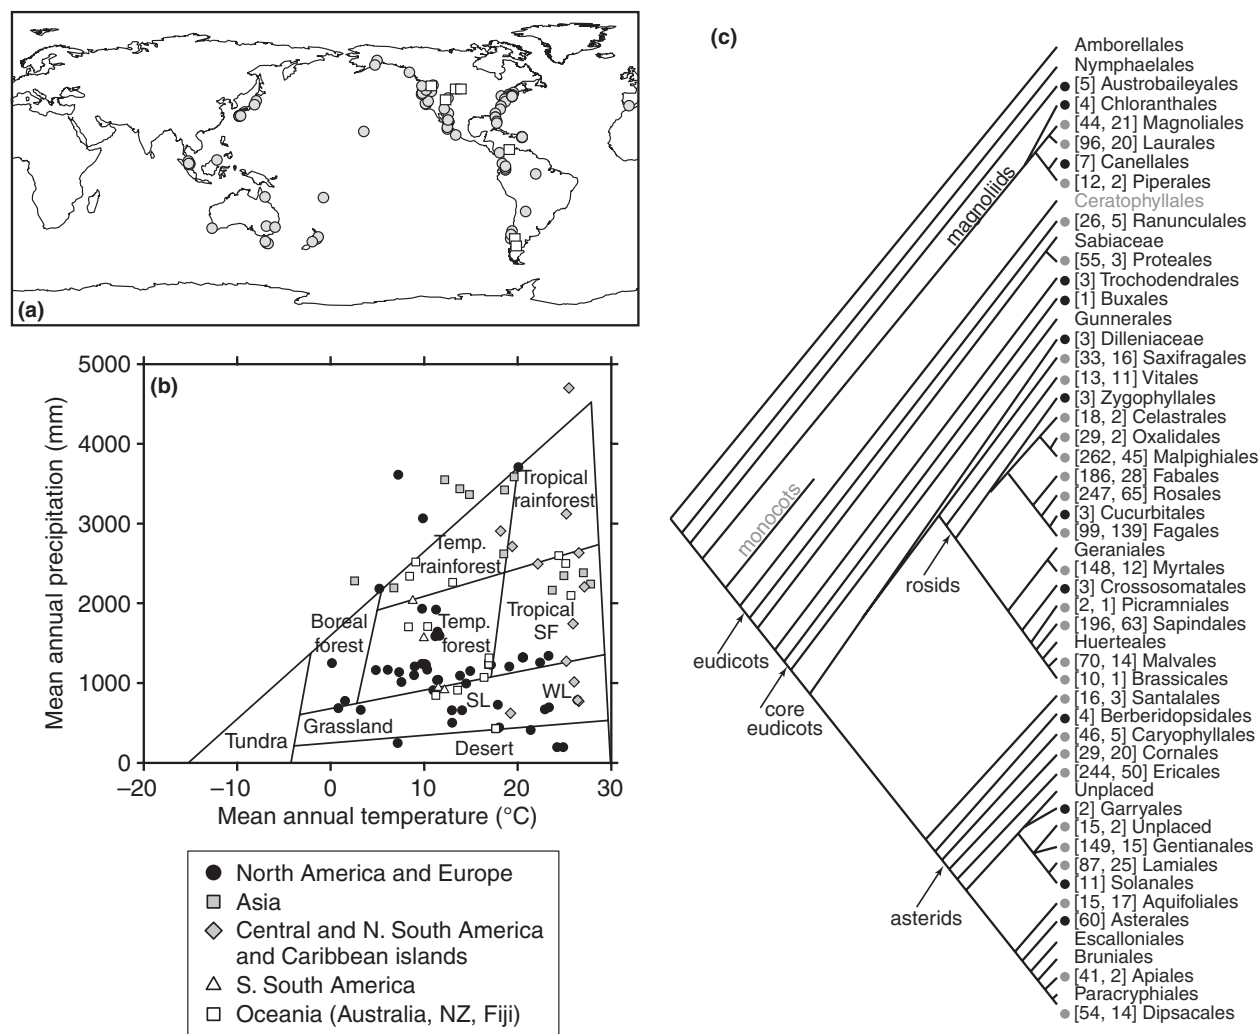 (a)
(b)
5000
4000
3000
2000
1000
0
Mean annual precipitation (mm)
–20
–10
0
10
20
30
Mean annual temperature (°C)
Tropical
rainforest
Temp.
rainforest
Boreal
forest
Temp.
forest
Tropical
SF
SL
WL
Grassland
Tundra
Desert
North America and Europe
Asia
Central and N. South America
and Caribbean islands
S. South America
Oceania (Australia, NZ, Fiji)
(c)
Amborellales
Nymphaelales
[5] Austrobaileyales
[4] Chloranthales
[44, 21] Magnoliales
[96, 20] Laurales
[7] Canellales
[12, 2] Piperales
Ceratophyllales
[26, 5] Ranunculales
Sabiaceae
[55, 3] Proteales
[3] Trochodendrales
[1] Buxales
Gunnerales
[3] Dilleniaceae
[33, 16] Saxifragales
[13, 11] Vitales
[3] Zygophyllales
[18, 2] Celastrales
[29, 2] Oxalidales
[262, 45] Malpighiales
[186, 28] Fabales
[247, 65] Rosales
[3] Cucurbitales
[99, 139] Fagales
Geraniales
[148, 12] Myrtales
[3] Crossosomatales
[2, 1] Picramniales
[196, 63] Sapindales
Huerteales
[70, 14] Malvales
[10, 1] Brassicales
[16, 3] Santalales
[4] Berberidopsidales
[46, 5] Caryophyllales
[29, 20] Cornales
[244, 50] Ericales
Unplaced
[2] Garryales
[15, 2] Unplaced
[149, 15] Gentianales
[87, 25] Lamiales
[11] Solanales
[15, 17] Aquifoliales
[60] Asterales
Escalloniales
Bruniales
[41, 2] Apiales
Paracryphiales
[54, 14] Dipsacales
magnoliids
monocots
rosids
eudicots
core
eudicots
asterids